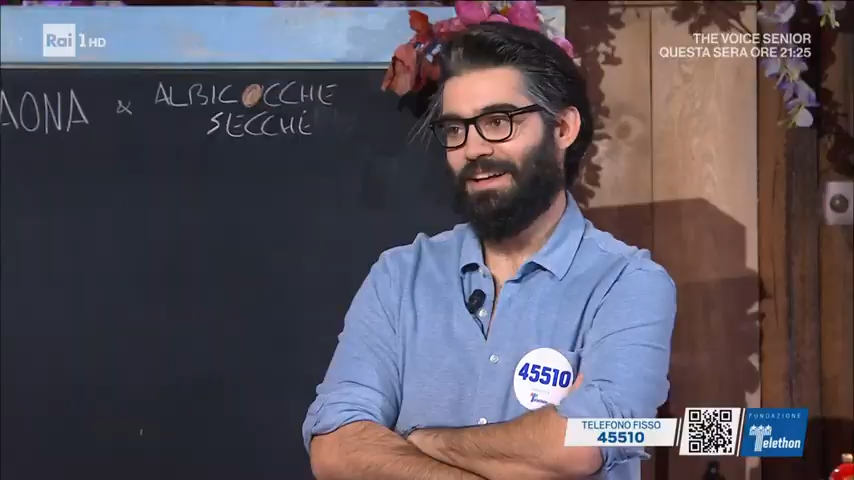 Rai 1 HD
THE VOICE SENIOR
QUESTA SERA ORE 21:25
AONA & ALBICOCCHE
SECCHE
45510
TELEFONO FISSO
45510
FONDAZIONE
Telethon